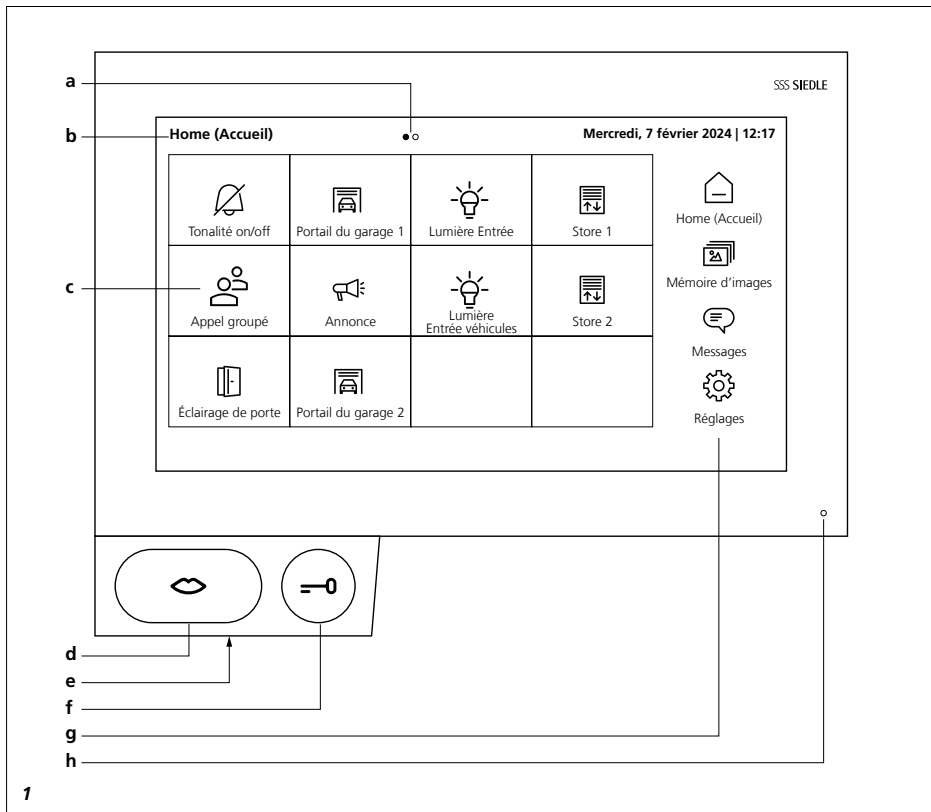 a
SSS SIEDLE
b
Home (Accueil)
Mercredi, 7 février 2024 | 12:17
Tonalité on/off
Portail du garage 1
Lumière Entrée
Store 1
Home (Accueil)
c
Appel groupé
Annonce
Lumière
Entrée véhicules
Store 2
Mémoire d'images
Messages
Éclairage de porte
Portail du garage 2
Réglages
d
e
f
g
h
1